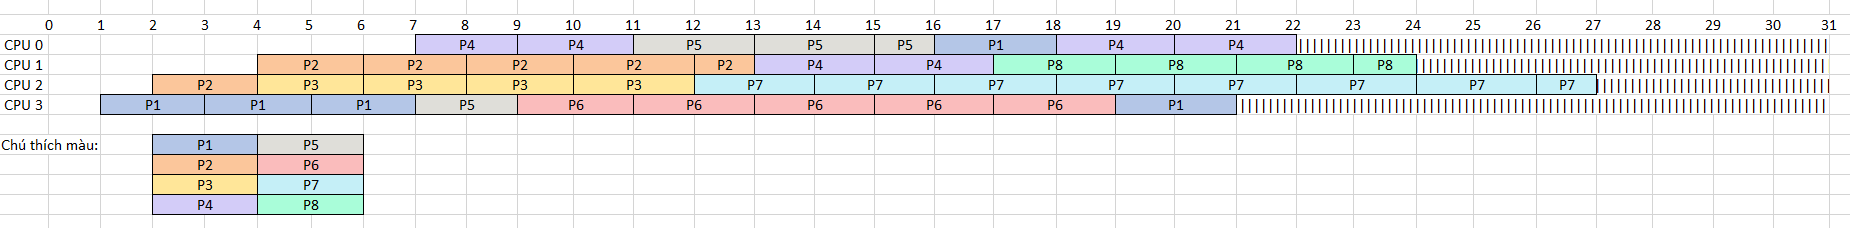 0 1 2 3 4 5 6 7 8 9 10 11 12 13 14 15 16 17 18 19 20 21 22 23 24 25 26 27 28 29 30 31
CPU 0 P4 P4 P5 P5 P5 P1 P4 P4
CPU 1 P2 P2 P2 P2 P2 P4 P4 P8 P8 P8 P8
CPU 2 P2 P3 P3 P3 P3 P7 P7 P7 P7 P7 P7 P7 P7
CPU 3 P1 P1 P1 P5 P6 P6 P6 P6 P6 P1
Chú thích màu: P1 P5
P2 P6
P3 P7
P4 P8